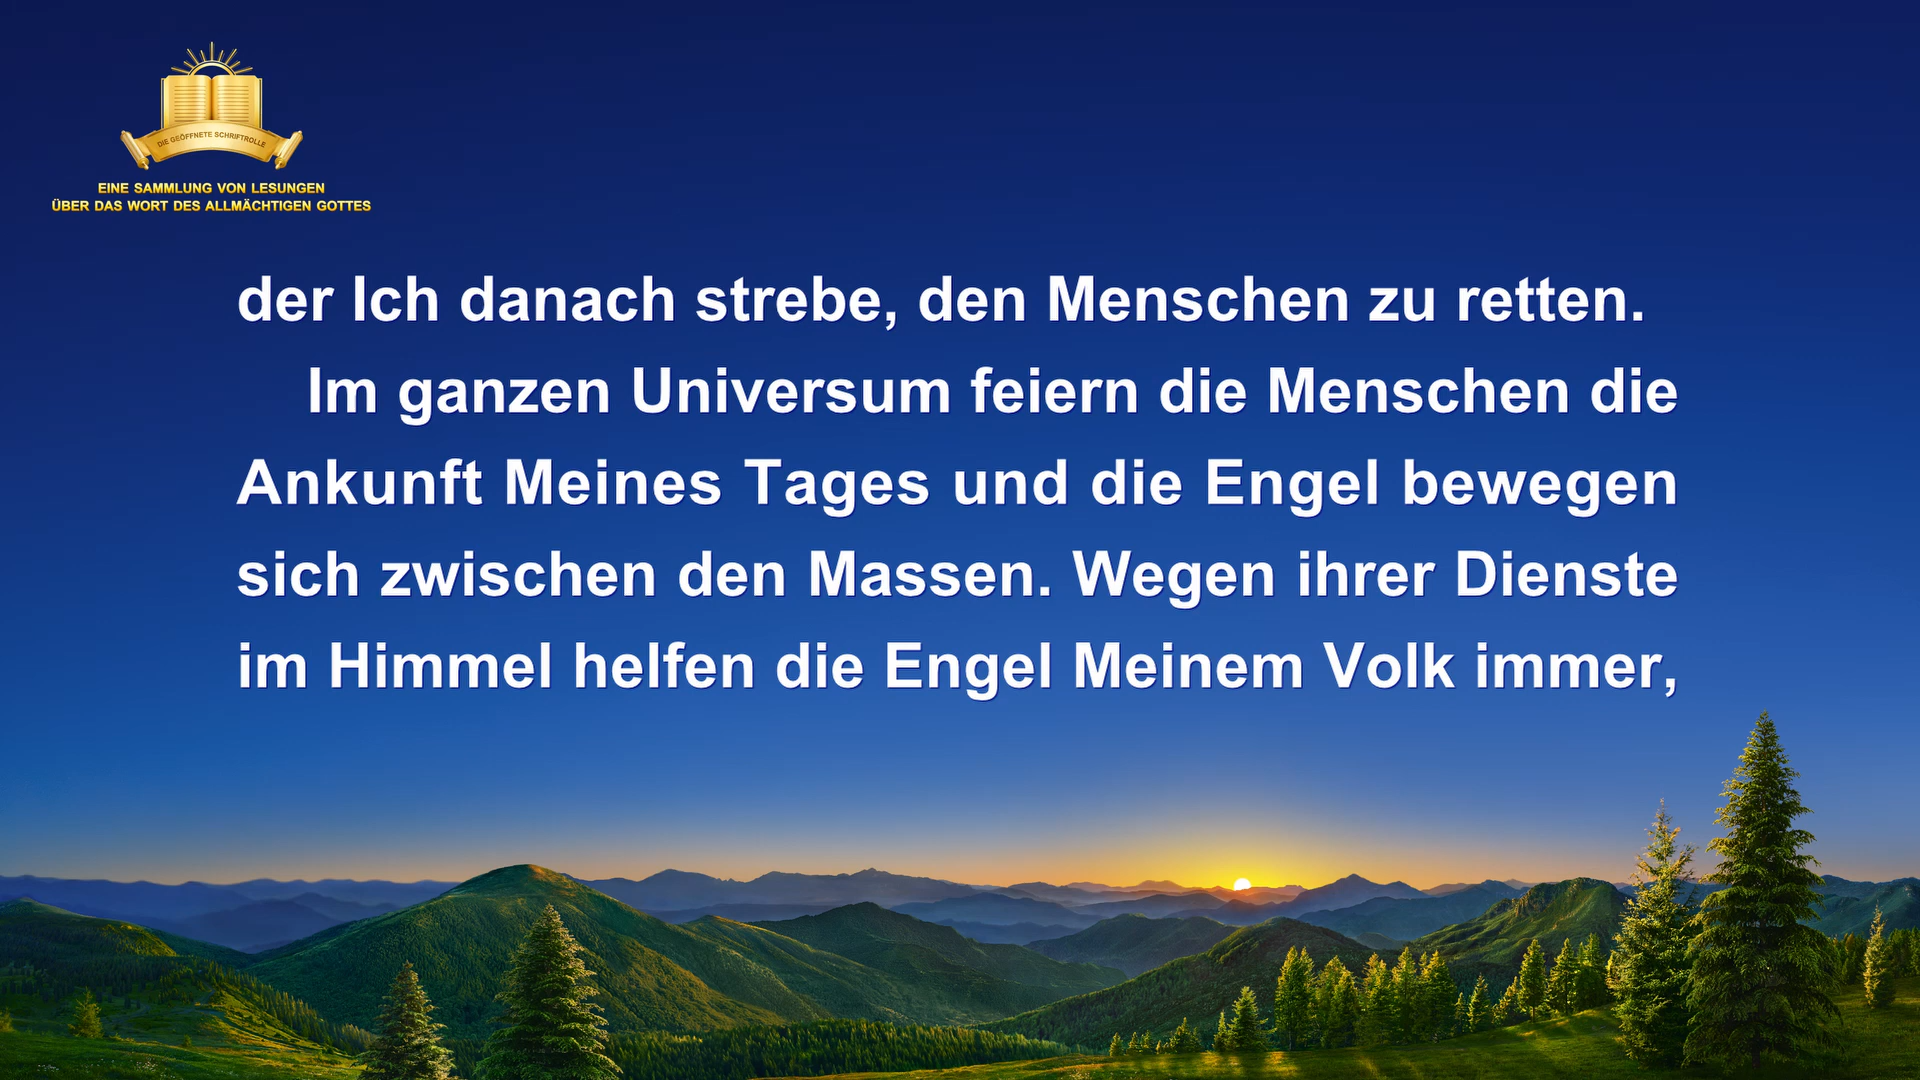 DIE GEÖFFNETE SCHRIFTROLLE
EINE SAMMLUNG VON LESUNGEN
ÜBER DAS WORT DES ALLMÄCHTIGEN GOTTES
der Ich danach strebe, den Menschen zu retten.
Im ganzen Universum feiern die Menschen die
Ankunft Meines Tages und die Engel bewegen
sich zwischen den Massen. Wegen ihrer Dienste
im Himmel helfen die Engel Meinem Volk immer,